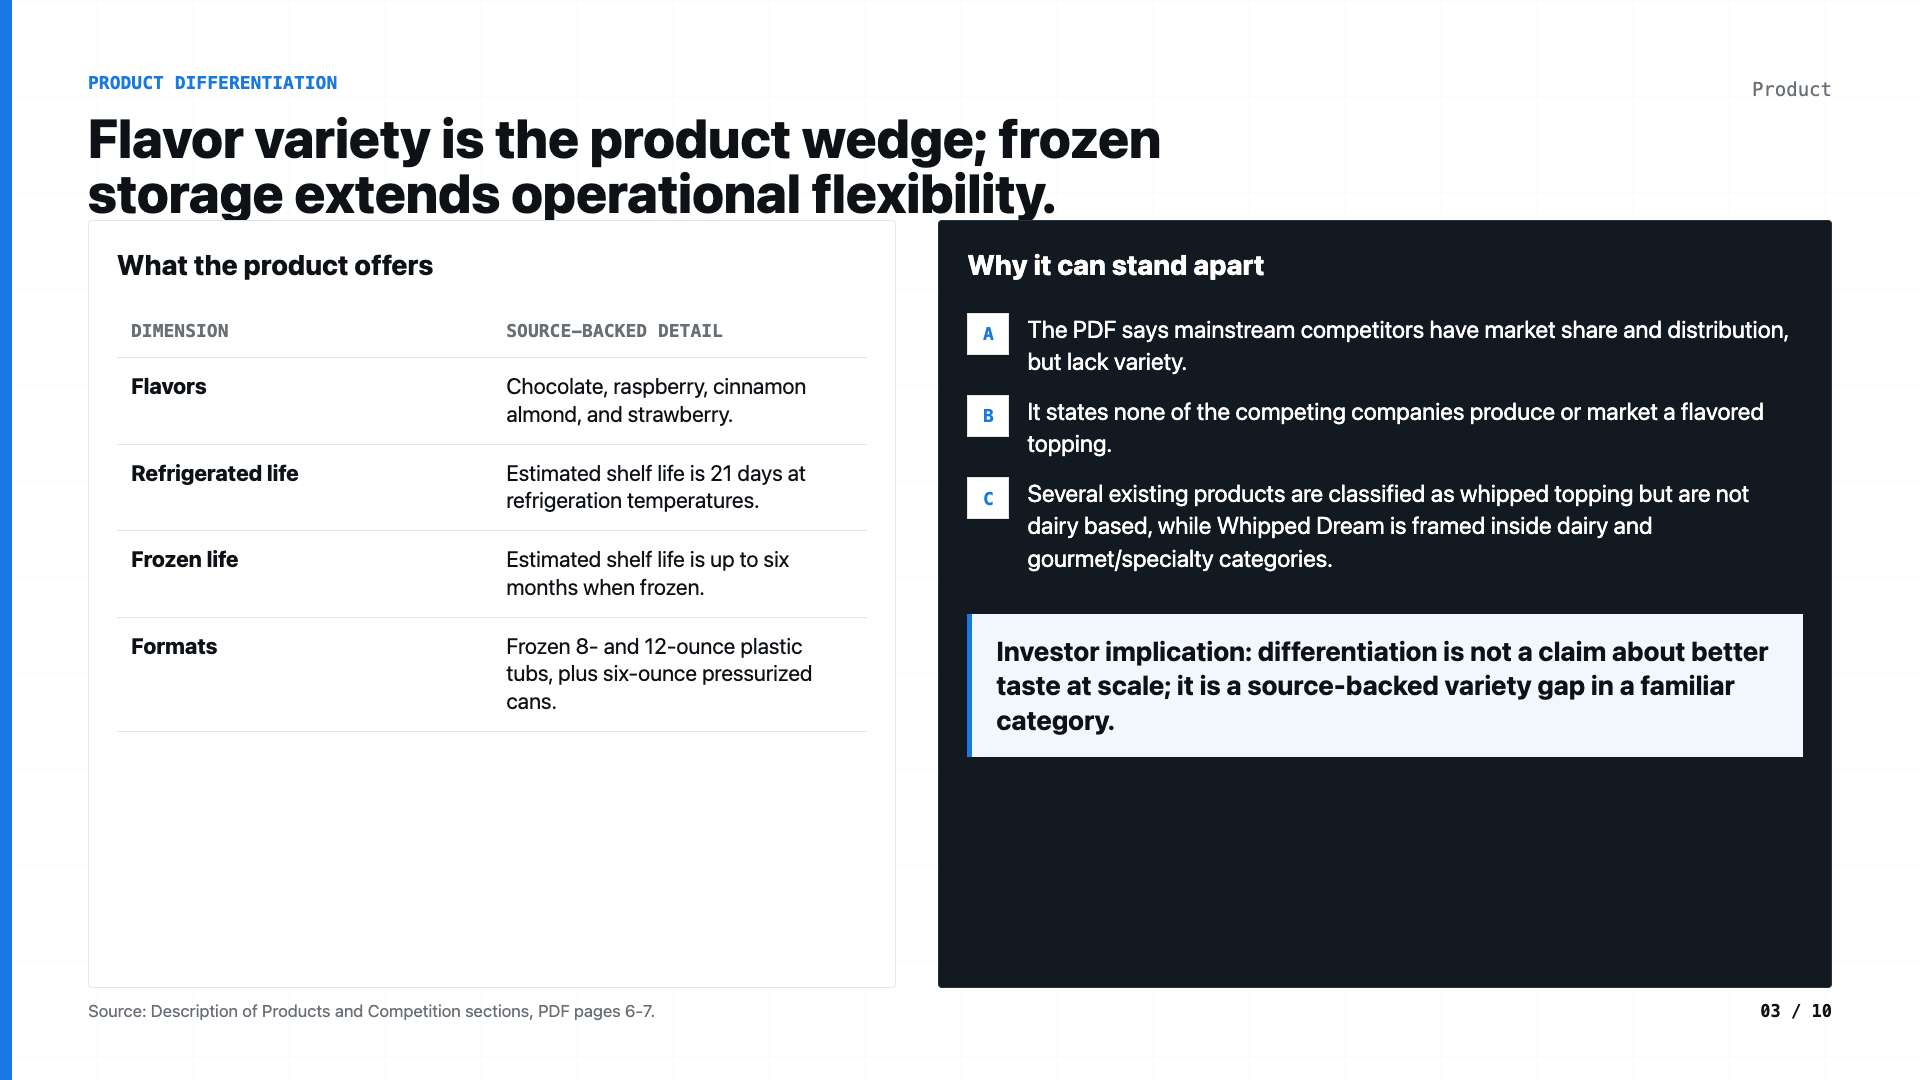 PRODUCT DIFFERENTIATION
Product
Flavor variety is the product wedge; frozen
storage extends operational flexibility.
What the product offers
DIMENSION
SOURCE–BACKED DETAIL
Flavors
Chocolate, raspberry, cinnamon
almond, and strawberry.
Refrigerated life
Estimated shelf life is 21 days at
refrigeration temperatures.
Frozen life
Estimated shelf life is up to six
months when frozen.
Formats
Frozen 8- and 12-ounce plastic
tubs, plus six-ounce pressurized
cans.
Why it can stand apart
A
The PDF says mainstream competitors have market share and distribution,
but lack variety.
B
It states none of the competing companies produce or market a flavored
topping.
C
Several existing products are classified as whipped topping but are not
dairy based, while Whipped Dream is framed inside dairy and
gourmet/specialty categories.
Investor implication: differentiation is not a claim about better
taste at scale; it is a source-backed variety gap in a familiar
category.
Source: Description of Products and Competition sections, PDF pages 6-7.
03 / 10